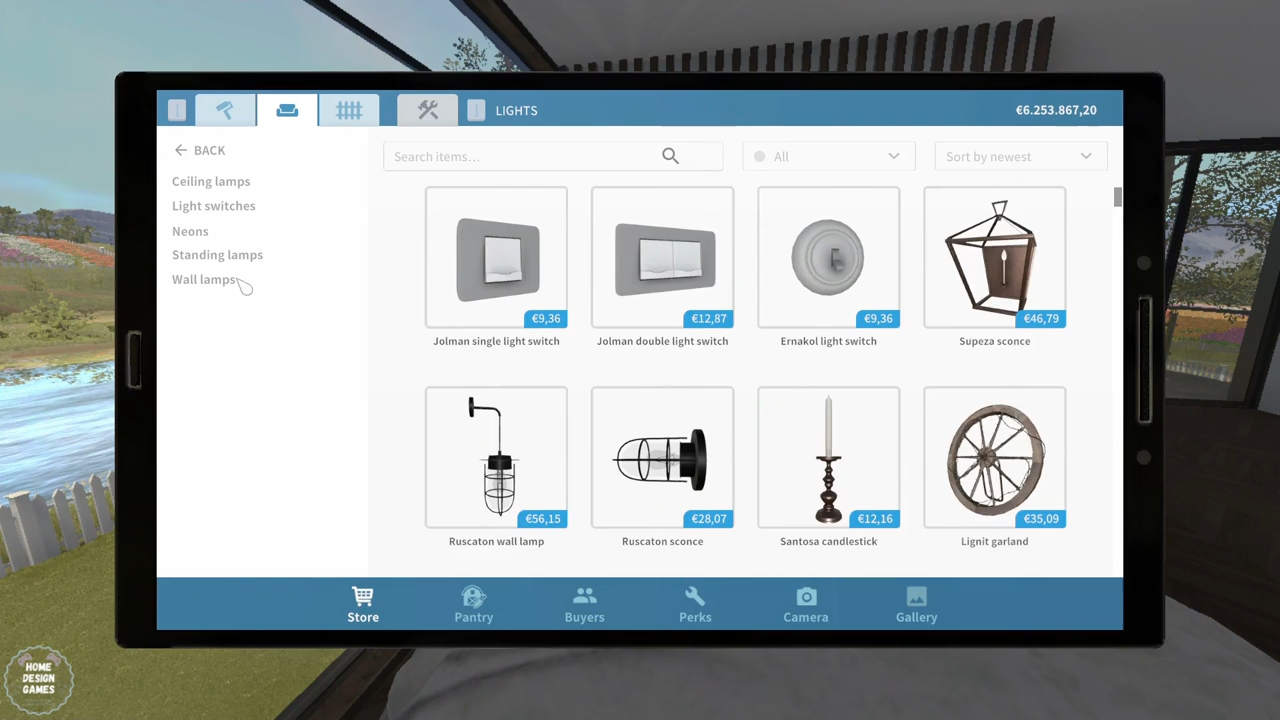 LIGHTS
€6.253.867,20
BACK
Search items...
All
Sort by newest
Ceiling lamps
Light switches
Neons
Standing lamps
Wall lamps
€9,36
€12,87
€9,36
€46,79
Jolman single light switch
Jolman double light switch
Ernakol light switch
Supeza sconce
€56,15
€28,07
€12,16
€35,09
Ruscaton wall lamp
Ruscaton sconce
Santosa candlestick
Lignit garland
Store
Pantry
Buyers
Perks
Camera
Gallery
HOME
DESIGN
GAMES